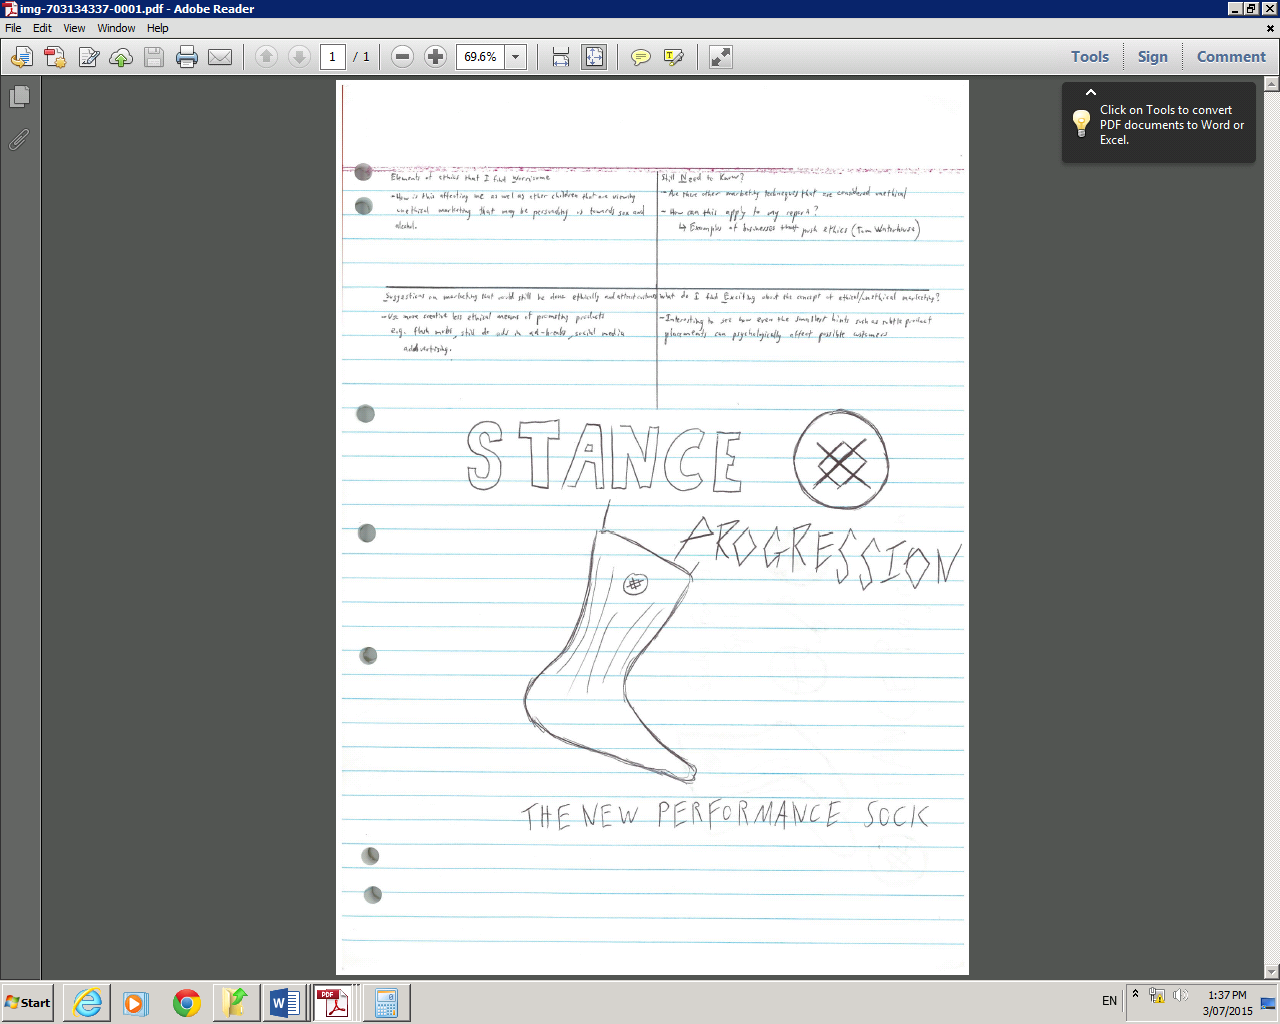 img-703134337-0001.pdf - Adobe Reader
File Edit View Window Help
1 / 1 69.6% Tools Sign Comment
Click on Tools to convert
PDF documents to Word or
Excel.
Elements of ethics that I find Worrisome
- How is this affecting me as well as other children that are viewing
unethical marketing that may be persuading us towards sex and
alcohol.
Still Need to Know?
- Are there other marketing techniques that are considered unethical
- How can this apply to my report?
↳ Examples of businesses that push ethics (Tom Waterhouse)
Suggestions on marketing that could still be done ethically and attract customers
- Use more creative less ethical means of promoting products
e.g. flash mobs, still do ads in ad-breaks, social media
advertising.
What do I find Exciting about the concept of ethical/unethical marketing?
- Interesting to see how even the smallest hints such as subtle product
placements can psychologically affect possible customers
STANCE
PROGRESSION
THE NEW PERFORMANCE SOCK
Start
EN
1:37 PM
3/07/2015